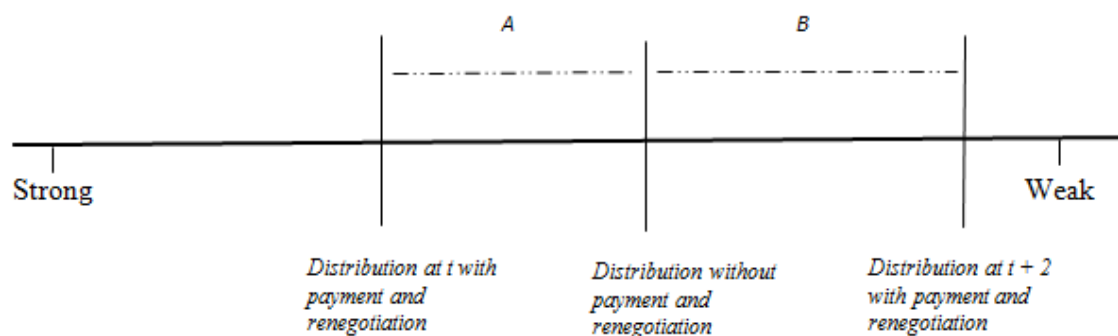 A
B
Strong
Weak
Distribution at t with
payment and
renegotiation
Distribution without
payment and
renegotiation
Distribution at t + 2
with payment and
renegotiation